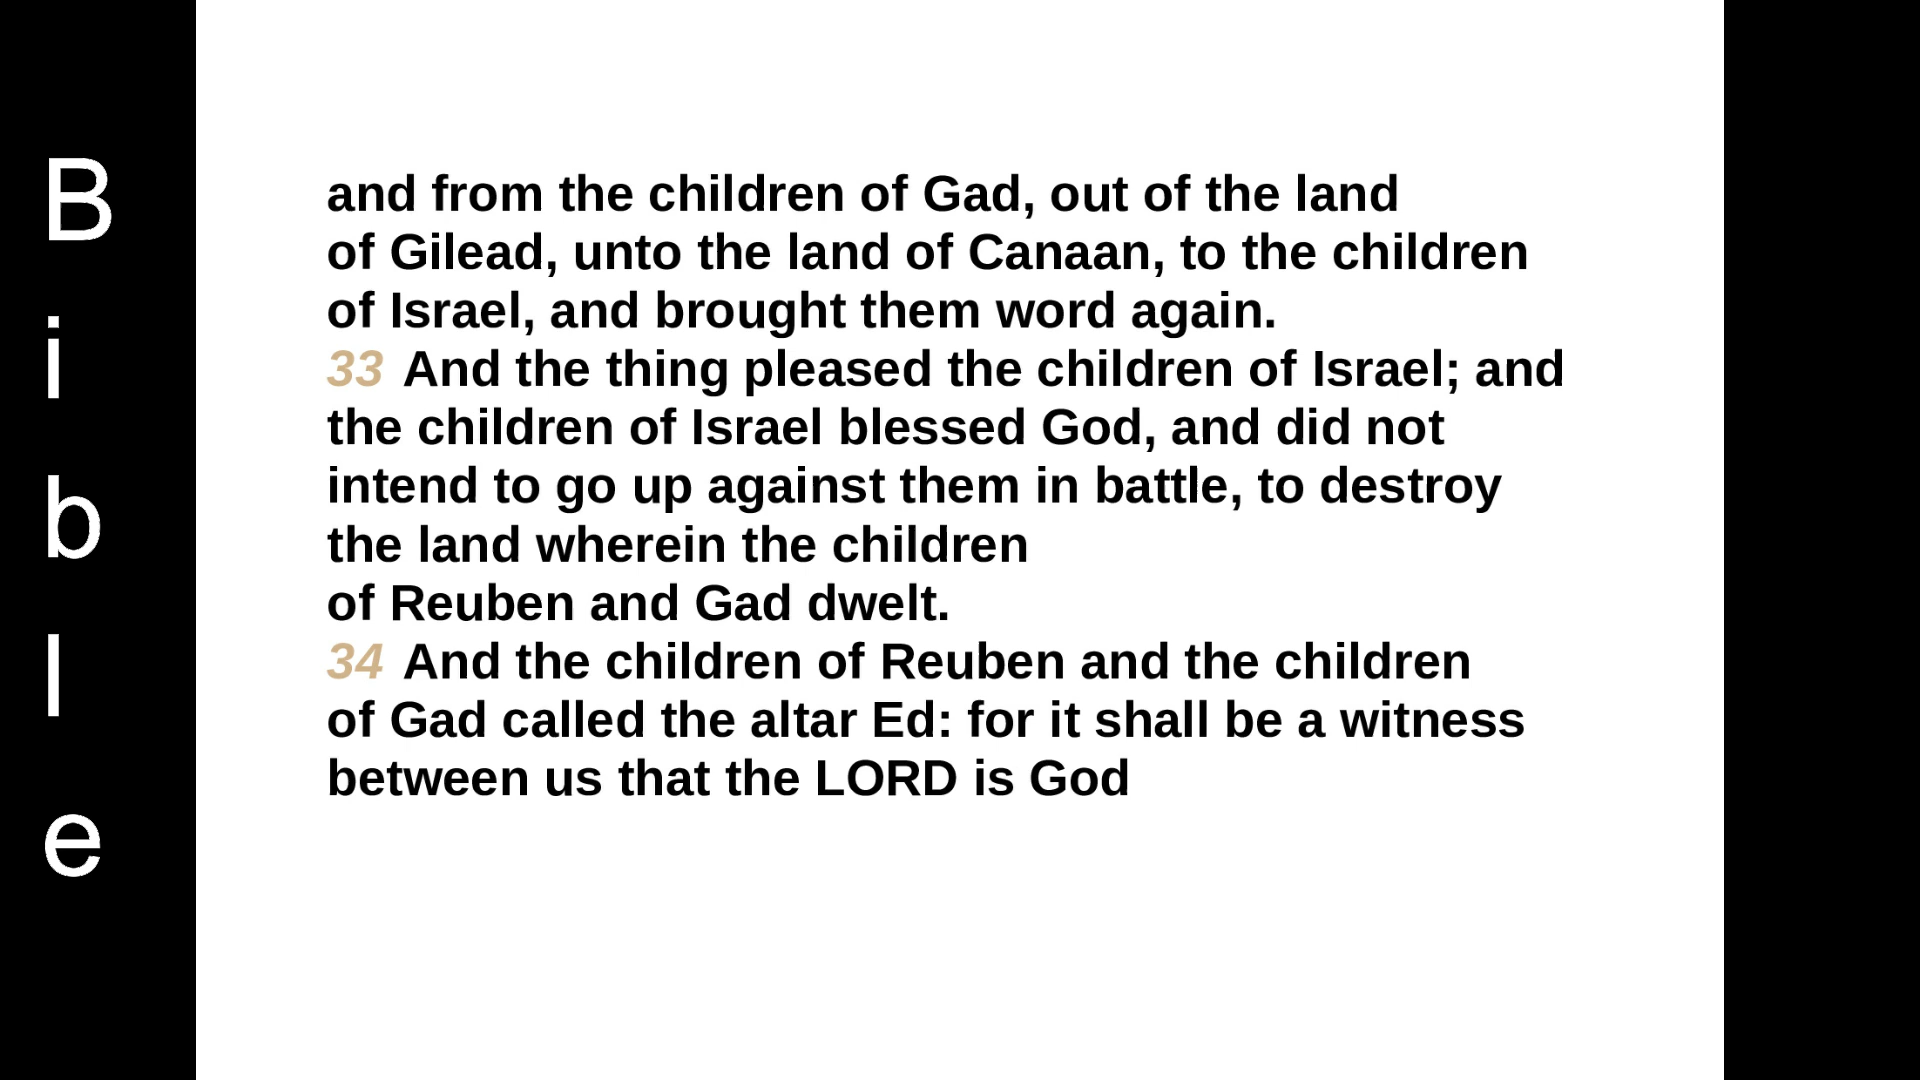 Bible
and from the children of Gad, out of the land
of Gilead, unto the land of Canaan, to the children
of Israel, and brought them word again.
33 And the thing pleased the children of Israel; and
the children of Israel blessed God, and did not
intend to go up against them in battle, to destroy
the land wherein the children
of Reuben and Gad dwelt.
34 And the children of Reuben and the children
of Gad called the altar Ed: for it shall be a witness
between us that the LORD is God